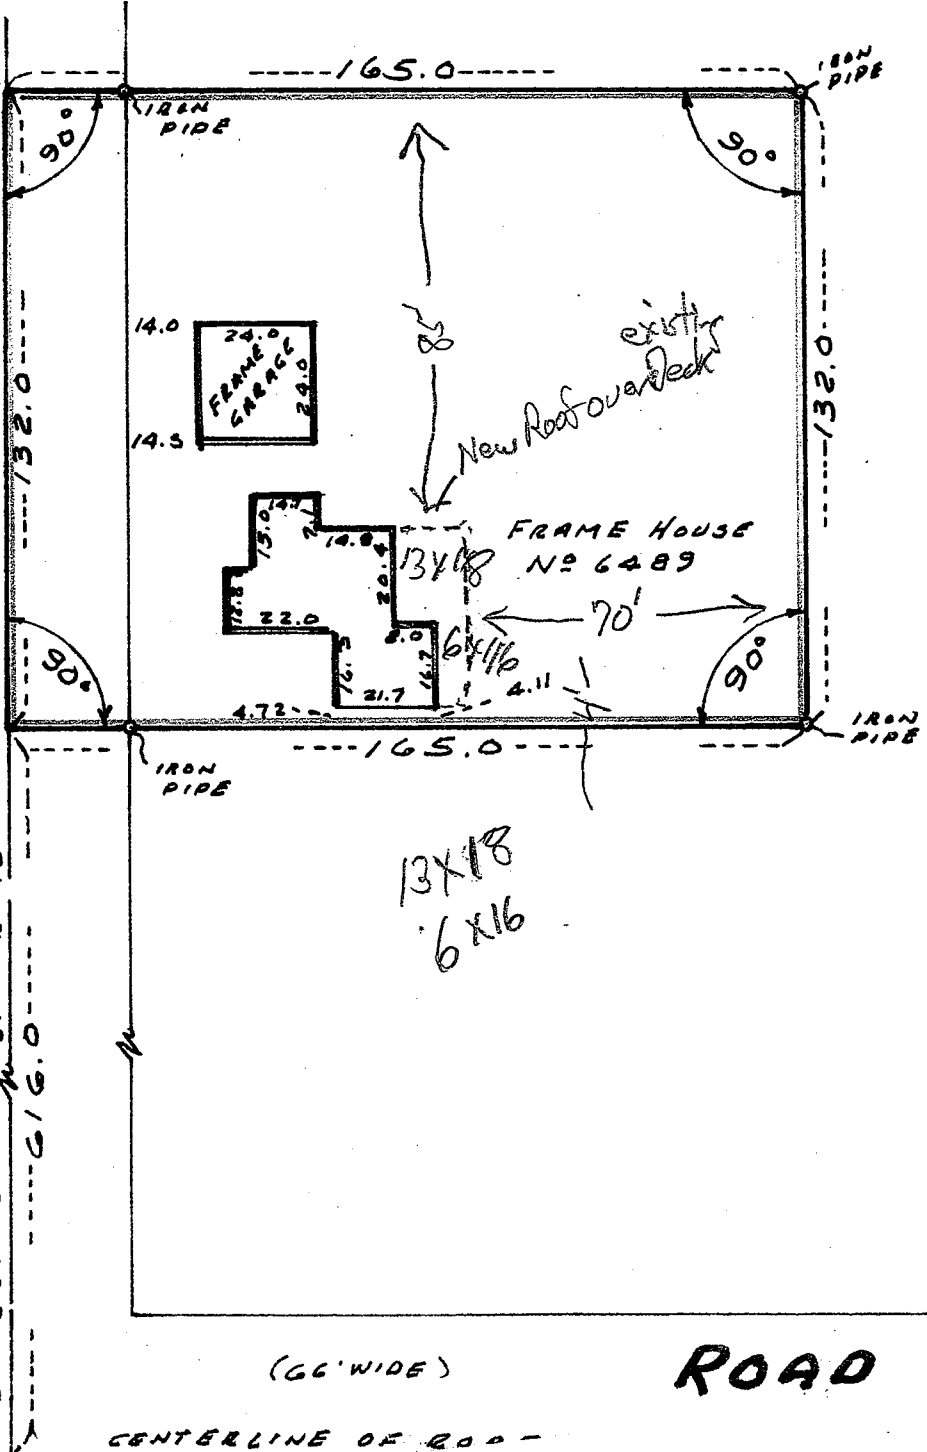 165.0
IRON
PIPE
IRON
PIPE
90°
90°
85'
14.0
24.0
FRAME
GARAGE
24.0
14.5
existing
New Roof over Deck
132.0
132.0
14.7
15.0
14.8
20.4
13X18
FRAME HOUSE
Nº 6489
12.8
22.0
8.0
70'
16.5
16.7
6X16
21.7
4.11
4.72
90°
90°
165.0
IRON
PIPE
IRON
PIPE
13X18
6X16
616.0
(66' WIDE)
ROAD
CENTERLINE OF